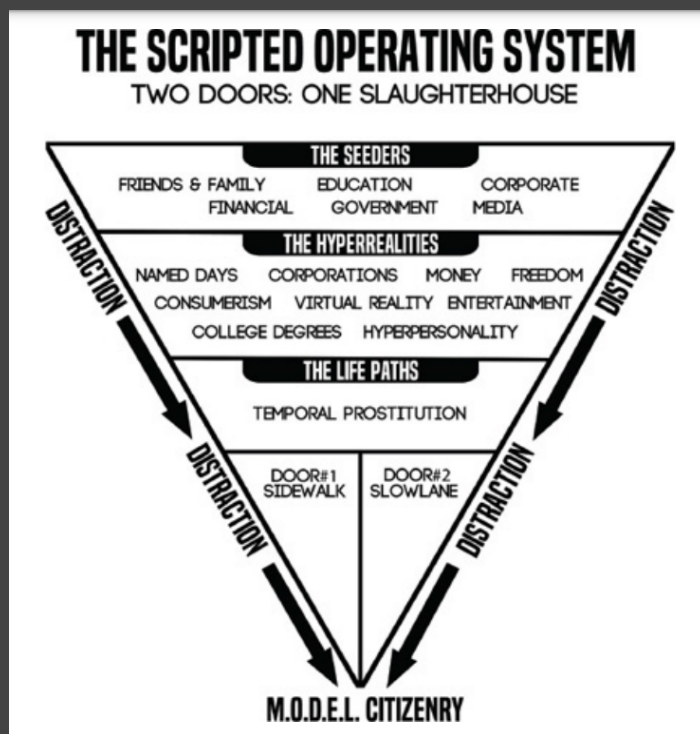 THE SCRIPTED OPERATING SYSTEM
TWO DOORS: ONE SLAUGHTERHOUSE
THE SEEDERS
FRIENDS & FAMILY EDUCATION CORPORATE
FINANCIAL GOVERNMENT MEDIA
DISTRACTION
DISTRACTION
THE HYPERREALITIES
NAMED DAYS CORPORATIONS MONEY FREEDOM
CONSUMERISM VIRTUAL REALITY ENTERTAINMENT
COLLEGE DEGREES HYPERPERSONALITY
THE LIFE PATHS
TEMPORAL PROSTITUTION
DISTRACTION
DISTRACTION
DOOR#1
SIDEWALK
DOOR#2
SLOWLANE
M.O.D.E.L. CITIZENRY